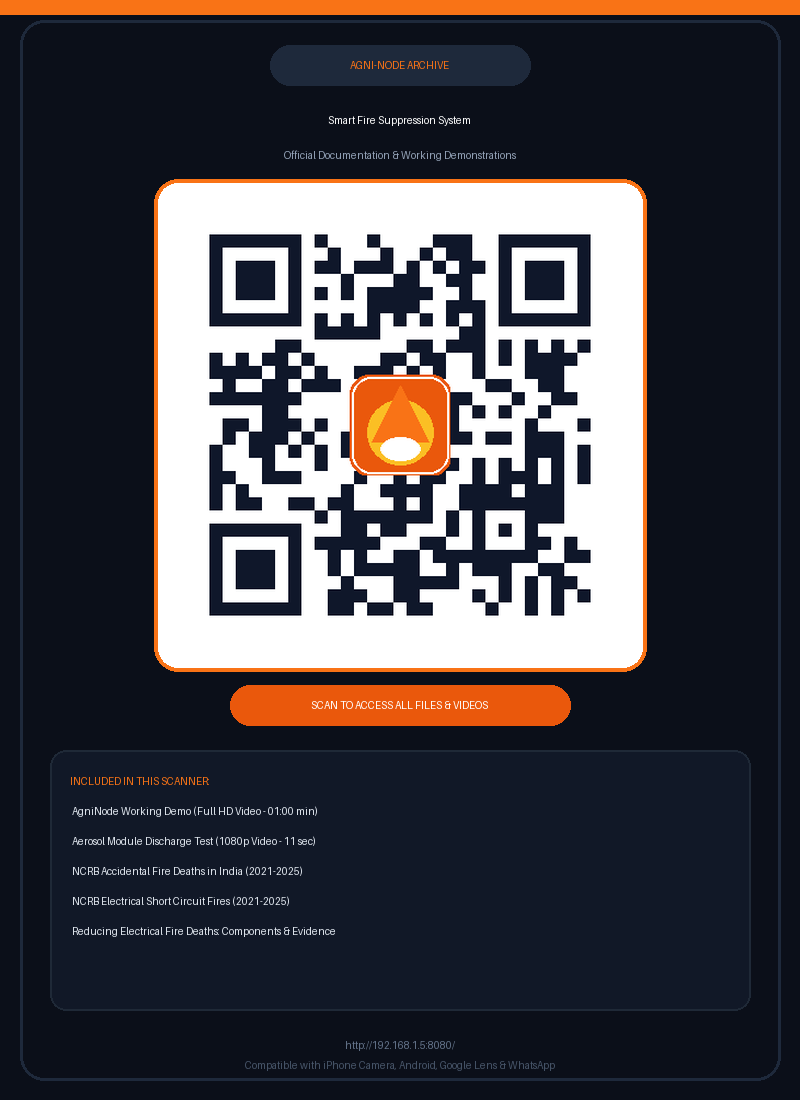 AGNI-NODE ARCHIVE
Smart Fire Suppression System
Official Documentation & Working Demonstrations
SCAN TO ACCESS ALL FILES & VIDEOS
INCLUDED IN THIS SCANNER:
AgniNode Working Demo (Full HD Video - 01:00 min)
Aerosol Module Discharge Test (1080p Video - 11 sec)
NCRB Accidental Fire Deaths in India (2021-2025)
NCRB Electrical Short Circuit Fires (2021-2025)
Reducing Electrical Fire Deaths: Components & Evidence
http://192.168.1.5:8080/
Compatible with iPhone Camera, Android, Google Lens & WhatsApp